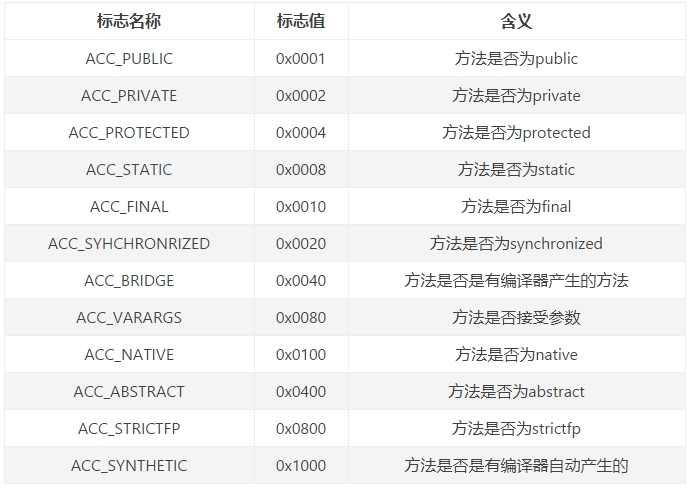 标志名称 标志值 含义
ACC_PUBLIC 0x0001 方法是否为public
ACC_PRIVATE 0x0002 方法是否为private
ACC_PROTECTED 0x0004 方法是否为protected
ACC_STATIC 0x0008 方法是否为static
ACC_FINAL 0x0010 方法是否为final
ACC_SYHCHRONRIZED 0x0020 方法是否为synchronized
ACC_BRIDGE 0x0040 方法是否是有编译器产生的方法
ACC_VARARGS 0x0080 方法是否接受参数
ACC_NATIVE 0x0100 方法是否为native
ACC_ABSTRACT 0x0400 方法是否为abstract
ACC_STRICTFP 0x0800 方法是否为strictfp
ACC_SYNTHETIC 0x1000 方法是否是有编译器自动产生的